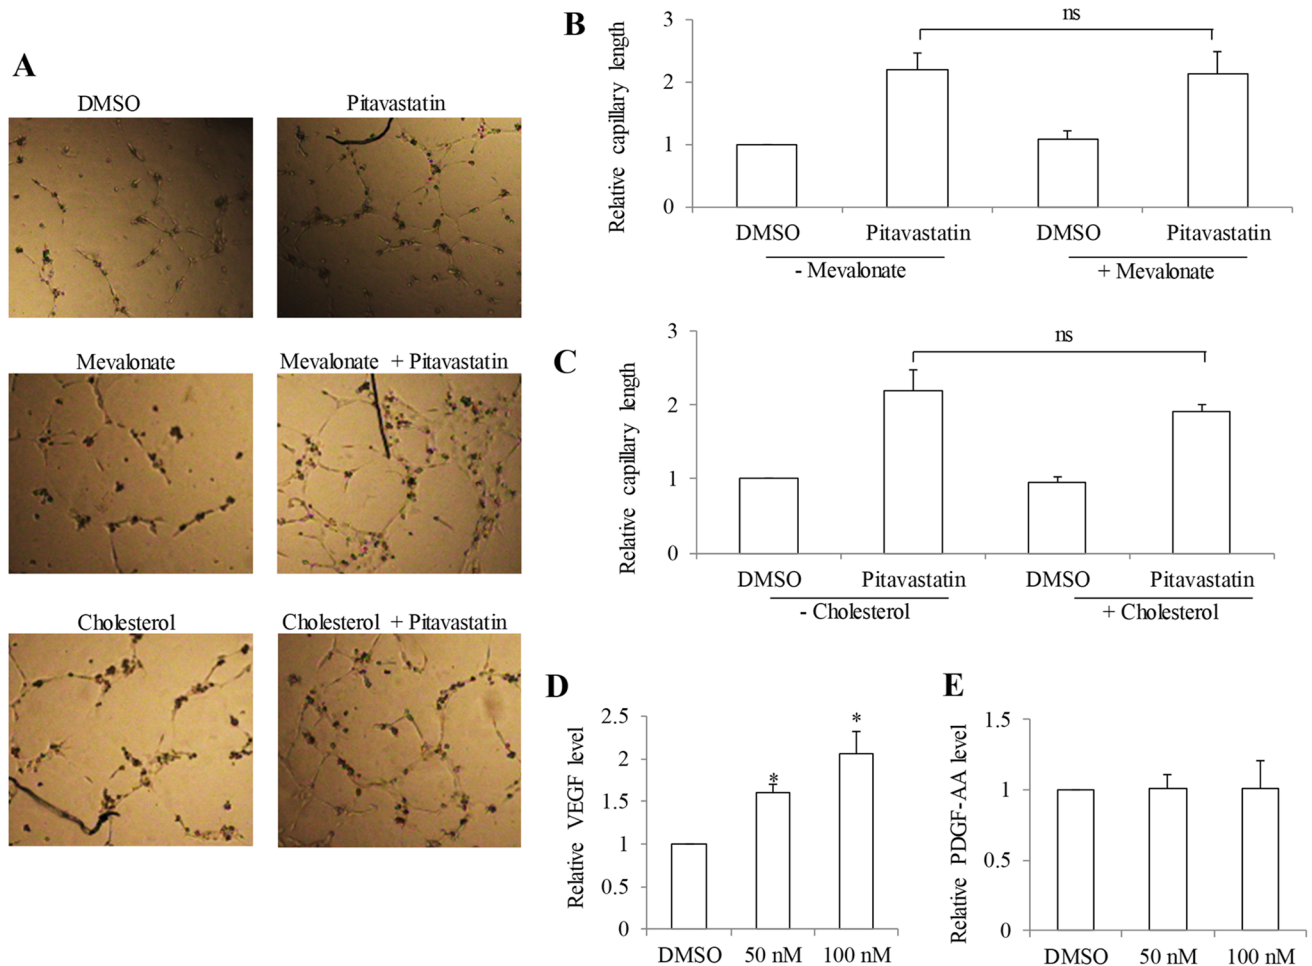 A
DMSO
Pitavastatin
Mevalonate
Mevalonate + Pitavastatin
Cholesterol
Cholesterol + Pitavastatin
B
Relative capillary length
3
2
1
0
ns
DMSO
Pitavastatin
DMSO
Pitavastatin
- Mevalonate
+ Mevalonate
C
Relative capillary length
3
2
1
0
ns
DMSO
Pitavastatin
DMSO
Pitavastatin
- Cholesterol
+ Cholesterol
D
Relative VEGF level
2.5
2
1.5
1
0.5
0
*
*
DMSO
50 nM
100 nM
E
Relative PDGF-AA level
1.5
1
0.5
0
DMSO
50 nM
100 nM